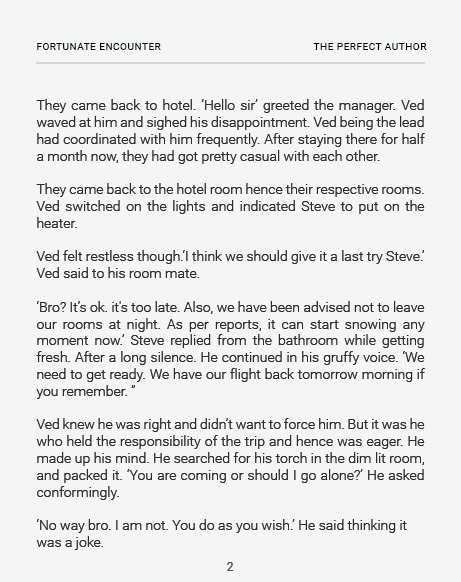 FORTUNATE ENCOUNTER THE PERFECT AUTHOR
They came back to hotel. ‘Hello sir’ greeted the manager. Ved
waved at him and sighed his disappointment. Ved being the lead
had coordinated with him frequently. After staying there for half
a month now, they had got pretty casual with each other.
They came back to the hotel room hence their respective rooms.
Ved switched on the lights and indicated Steve to put on the
heater.
Ved felt restless though.‘I think we should give it a last try Steve.’
Ved said to his room mate.
‘Bro? It’s ok. it's too late. Also, we have been advised not to leave
our rooms at night. As per reports, it can start snowing any
moment now.’ Steve replied from the bathroom while getting
fresh. After a long silence. He continued in his gruffy voice. ‘We
need to get ready. We have our flight back tomorrow morning if
you remember. ’’
Ved knew he was right and didn’t want to force him. But it was he
who held the responsibility of the trip and hence was eager. He
made up his mind. He searched for his torch in the dim lit room,
and packed it. ‘You are coming or should I go alone?’ He asked
conformingly.
‘No way bro. I am not. You do as you wish.’ He said thinking it
was a joke.
2